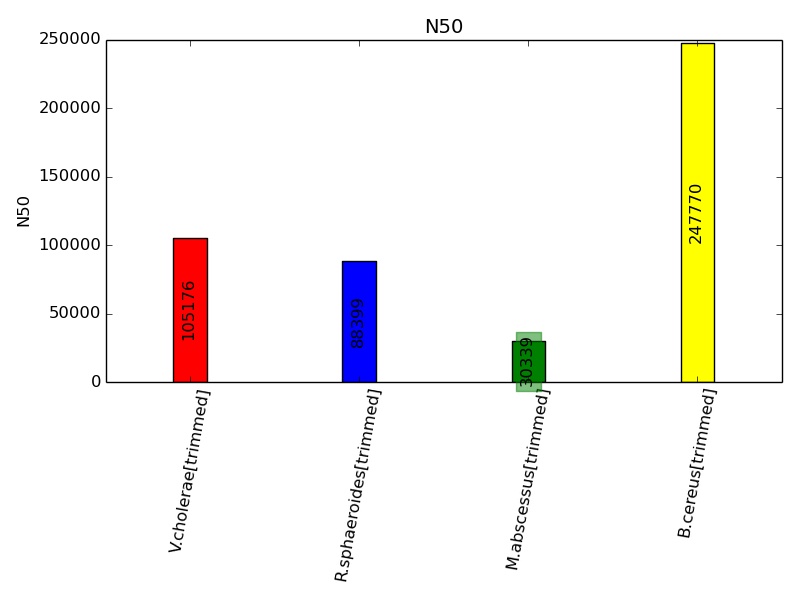 N50
250000
200000
150000
100000
50000
0
N50
105176
88399
30339
247770
V.cholerae[trimmed]
R.sphaeroides[trimmed]
M.abscessus[trimmed]
B.cereus[trimmed]